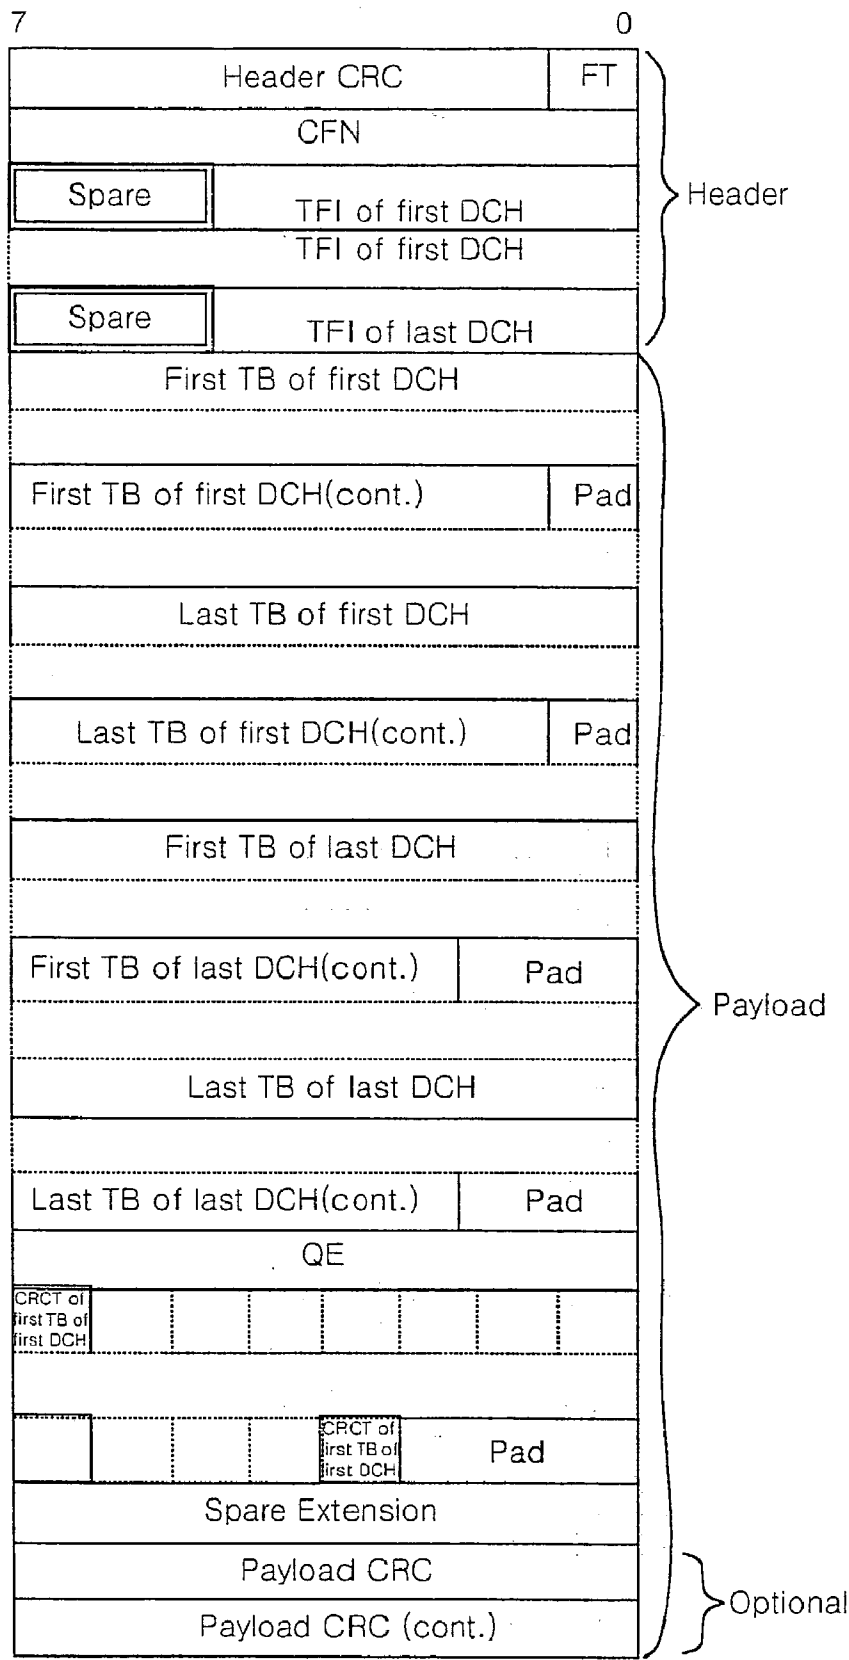 7 0
Header CRC FT
CFN
Spare TFI of first DCH
Header
TFI of first DCH
Spare TFI of last DCH
First TB of first DCH
First TB of first DCH(cont.) Pad
Last TB of first DCH
Last TB of first DCH(cont.) Pad
First TB of last DCH
First TB of last DCH(cont.) Pad
Payload
Last TB of last DCH
Last TB of last DCH(cont.) Pad
QE
CRCT of
first TB of
first DCH
CRCT of
first TB of
first DCH
Pad
Spare Extension
Payload CRC
Optional
Payload CRC (cont.)